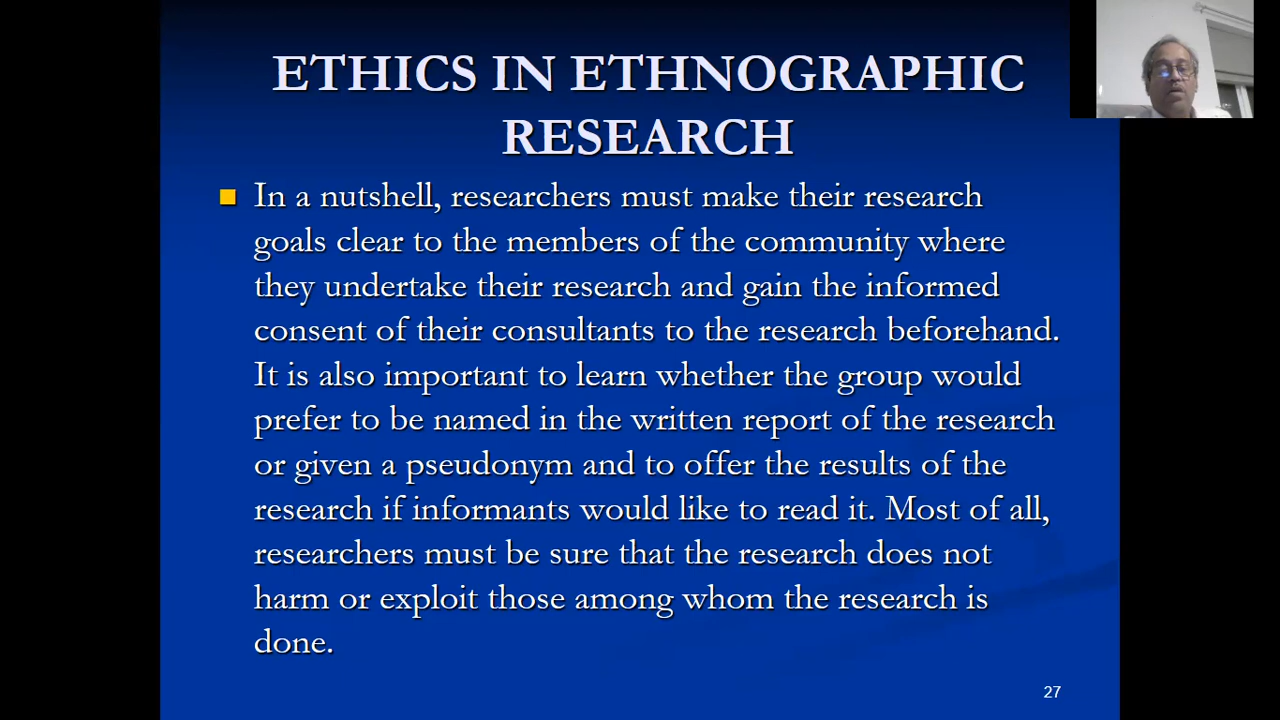 ETHICS IN ETHNOGRAPHIC
RESEARCH
In a nutshell, researchers must make their research
goals clear to the members of the community where
they undertake their research and gain the informed
consent of their consultants to the research beforehand.
It is also important to learn whether the group would
prefer to be named in the written report of the research
or given a pseudonym and to offer the results of the
research if informants would like to read it. Most of all,
researchers must be sure that the research does not
harm or exploit those among whom the research is
done.
27